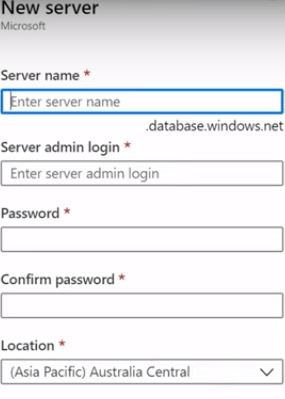 New server
Microsoft
Server name *
Enter server name
.database.windows.net
Server admin login *
Enter server admin login
Password *
Confirm password *
Location *
(Asia Pacific) Australia Central